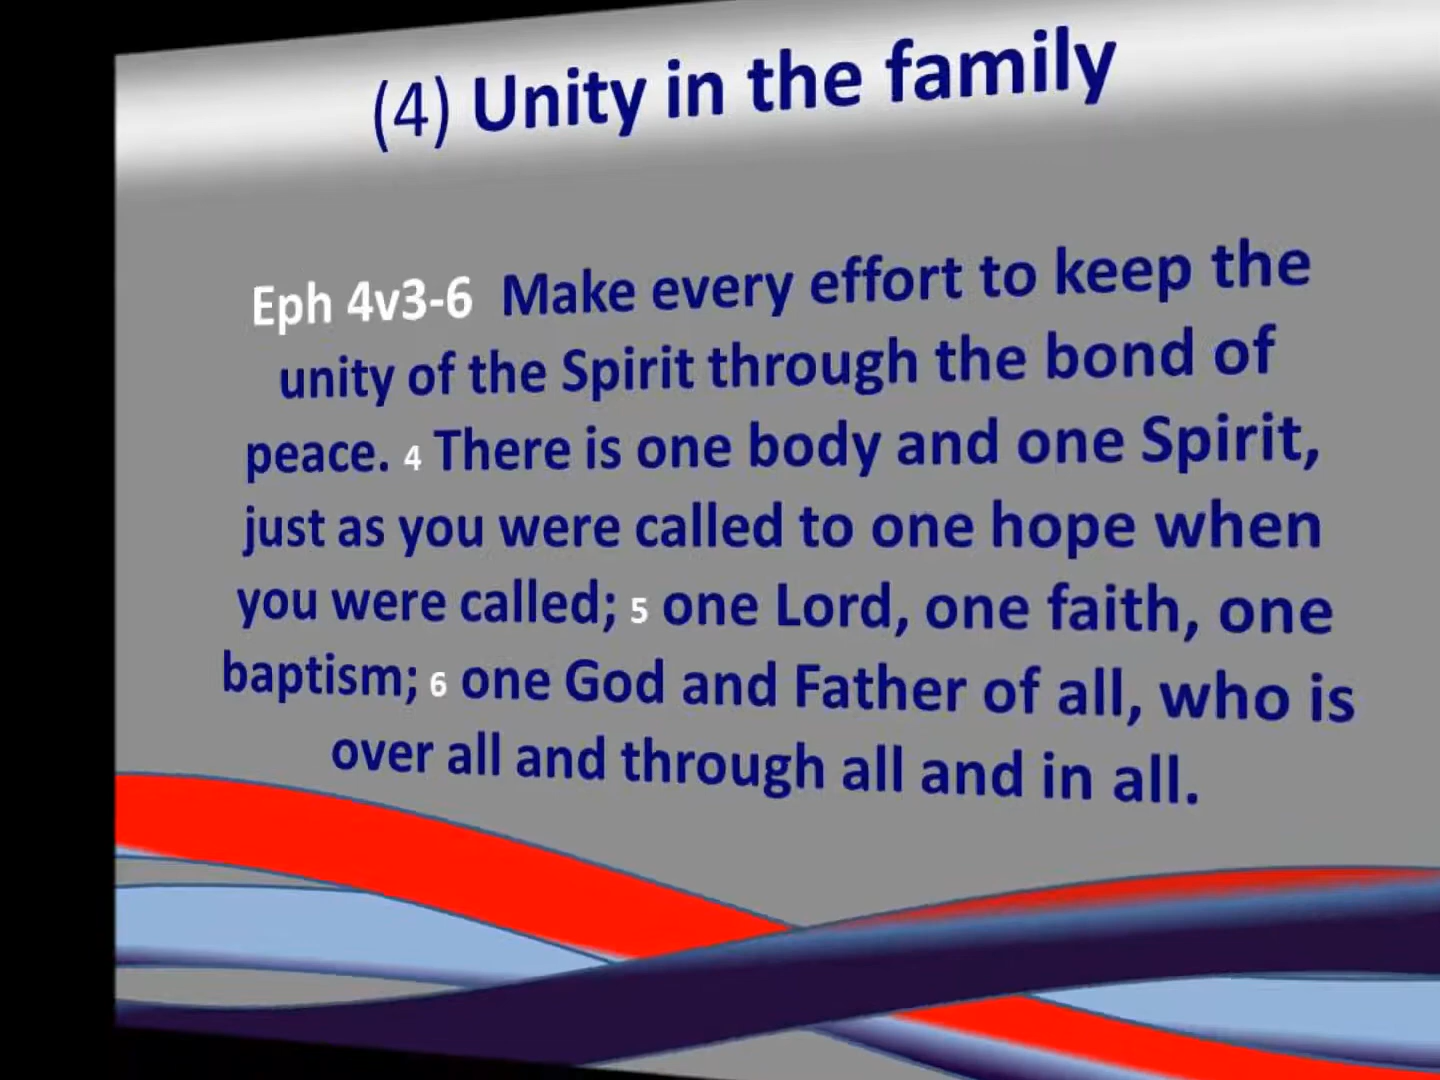 (4) Unity in the family
Eph 4v3-6 Make every effort to keep the
unity of the Spirit through the bond of
peace. 4 There is one body and one Spirit,
just as you were called to one hope when
you were called; 5 one Lord, one faith, one
baptism; 6 one God and Father of all, who is
over all and through all and in all.